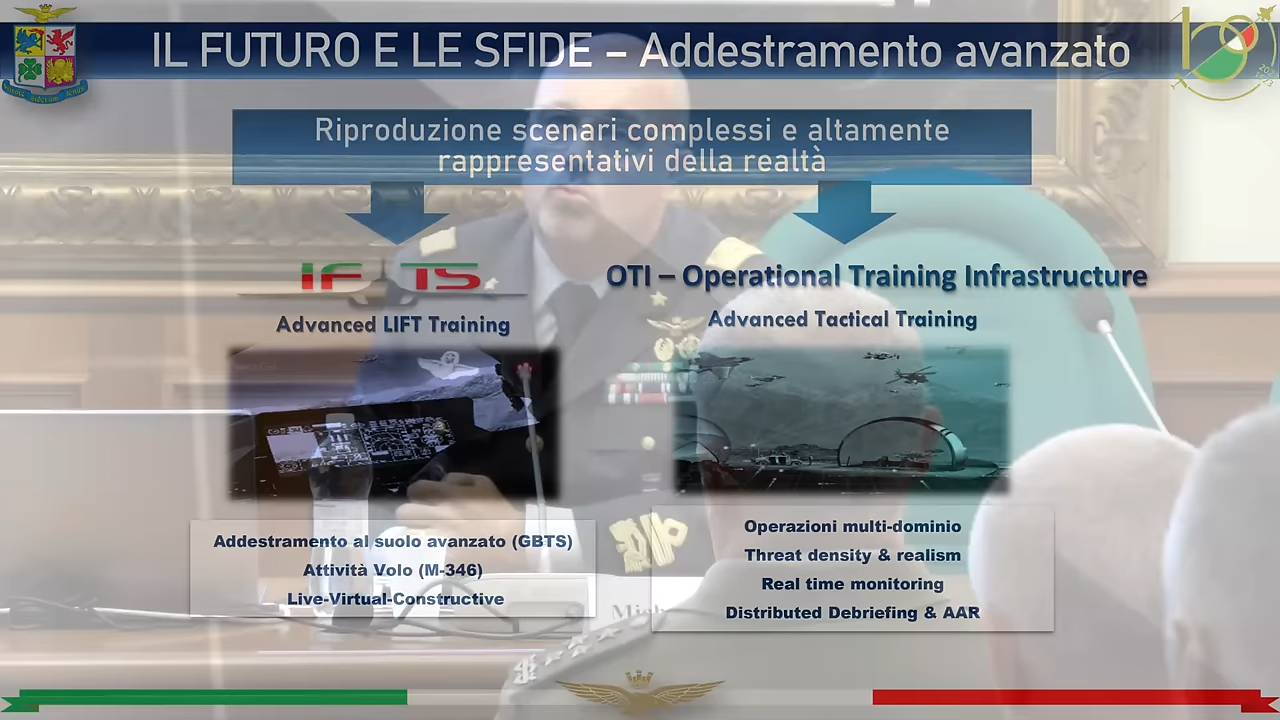 IL FUTURO E LE SFIDE – Addestramento avanzato
Riproduzione scenari complessi e altamente
rappresentativi della realtà
IFTS
Advanced LIFT Training
Addestramento al suolo avanzato (GBTS)
Attività Volo (M-346)
Live-Virtual-Constructive
OTI – Operational Training Infrastructure
Advanced Tactical Training
Operazioni multi-dominio
Threat density & realism
Real time monitoring
Distributed Debriefing & AAR